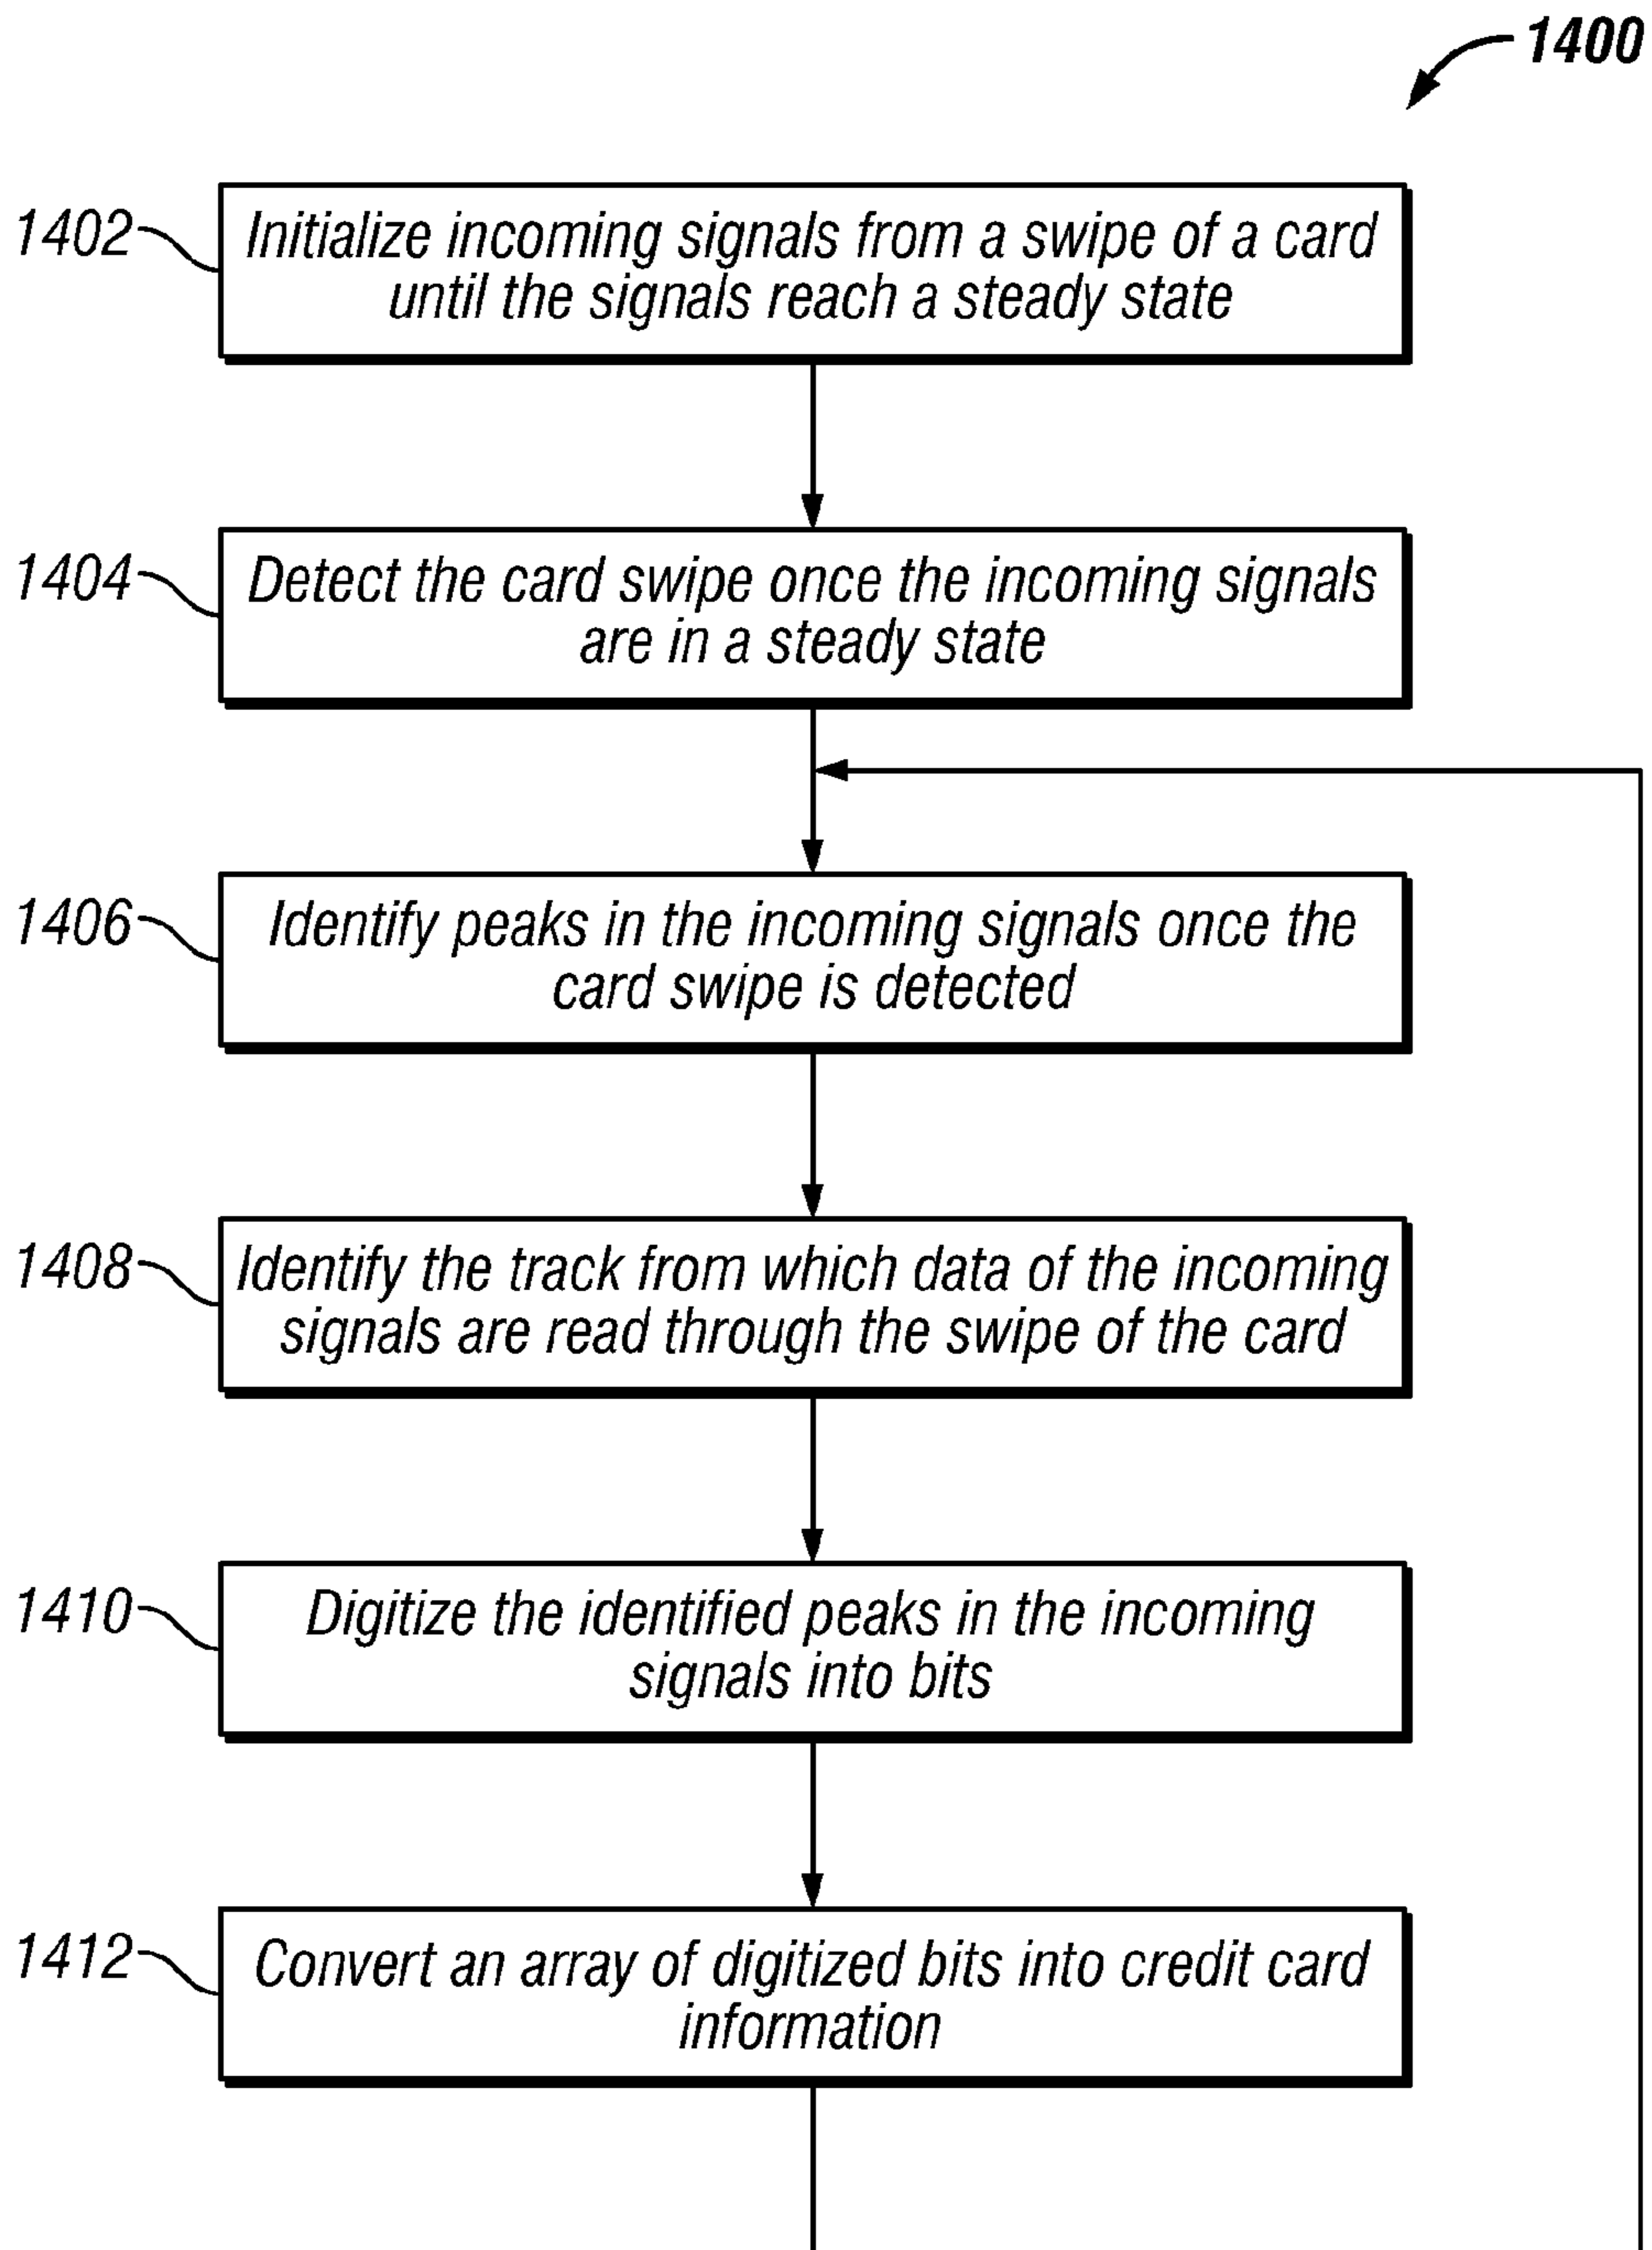 1400
1402
Initialize incoming signals from a swipe of a card
until the signals reach a steady state
1404
Detect the card swipe once the incoming signals
are in a steady state
1406
Identify peaks in the incoming signals once the
card swipe is detected
1408
Identify the track from which data of the incoming
signals are read through the swipe of the card
1410
Digitize the identified peaks in the incoming
signals into bits
1412
Convert an array of digitized bits into credit card
information